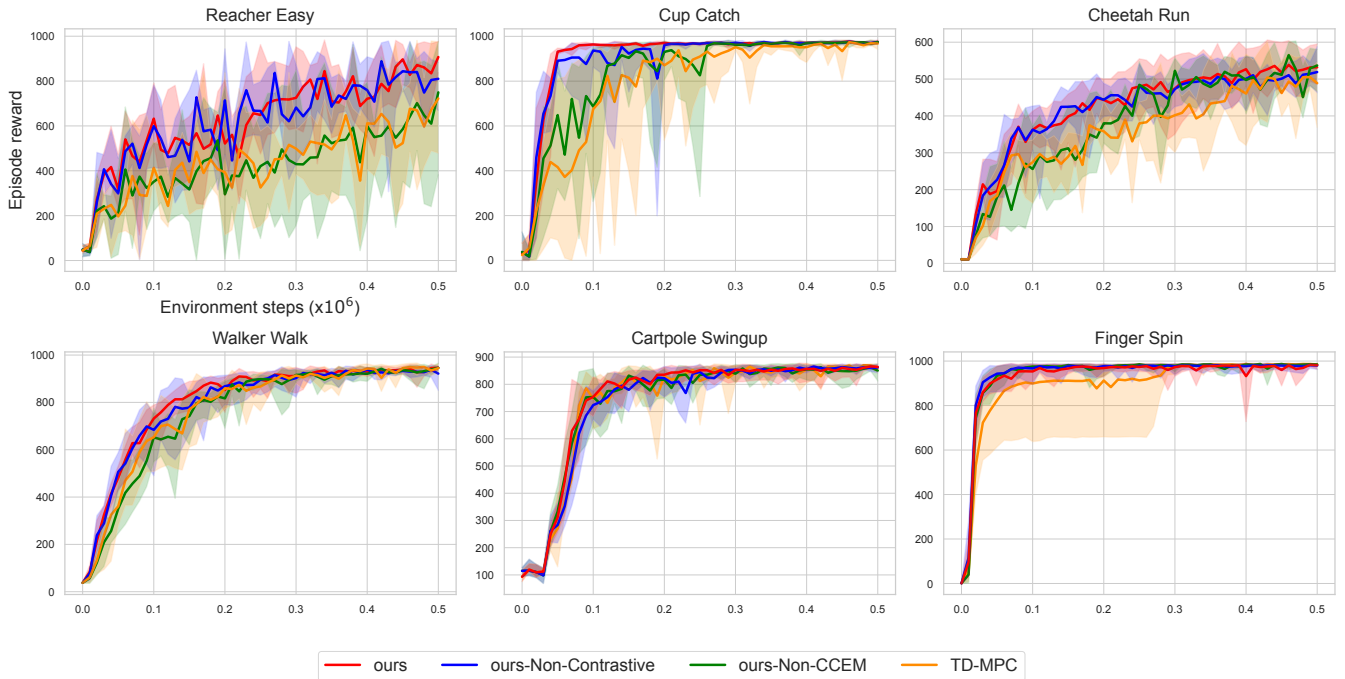 Reacher Easy
Cup Catch
Cheetah Run
Episode reward
1000
800
600
400
200
0
0.0 0.1 0.2 0.3 0.4 0.5
1000
800
600
400
200
0
0.0 0.1 0.2 0.3 0.4 0.5
600
500
400
300
200
100
0
0.0 0.1 0.2 0.3 0.4 0.5
Environment steps (x10⁶)
Walker Walk
Cartpole Swingup
Finger Spin
1000
800
600
400
200
0
0.0 0.1 0.2 0.3 0.4 0.5
900
800
700
600
500
400
300
200
100
0.0 0.1 0.2 0.3 0.4 0.5
1000
800
600
400
200
0
0.0 0.1 0.2 0.3 0.4 0.5
ours ours-Non-Contrastive ours-Non-CCEM TD-MPC